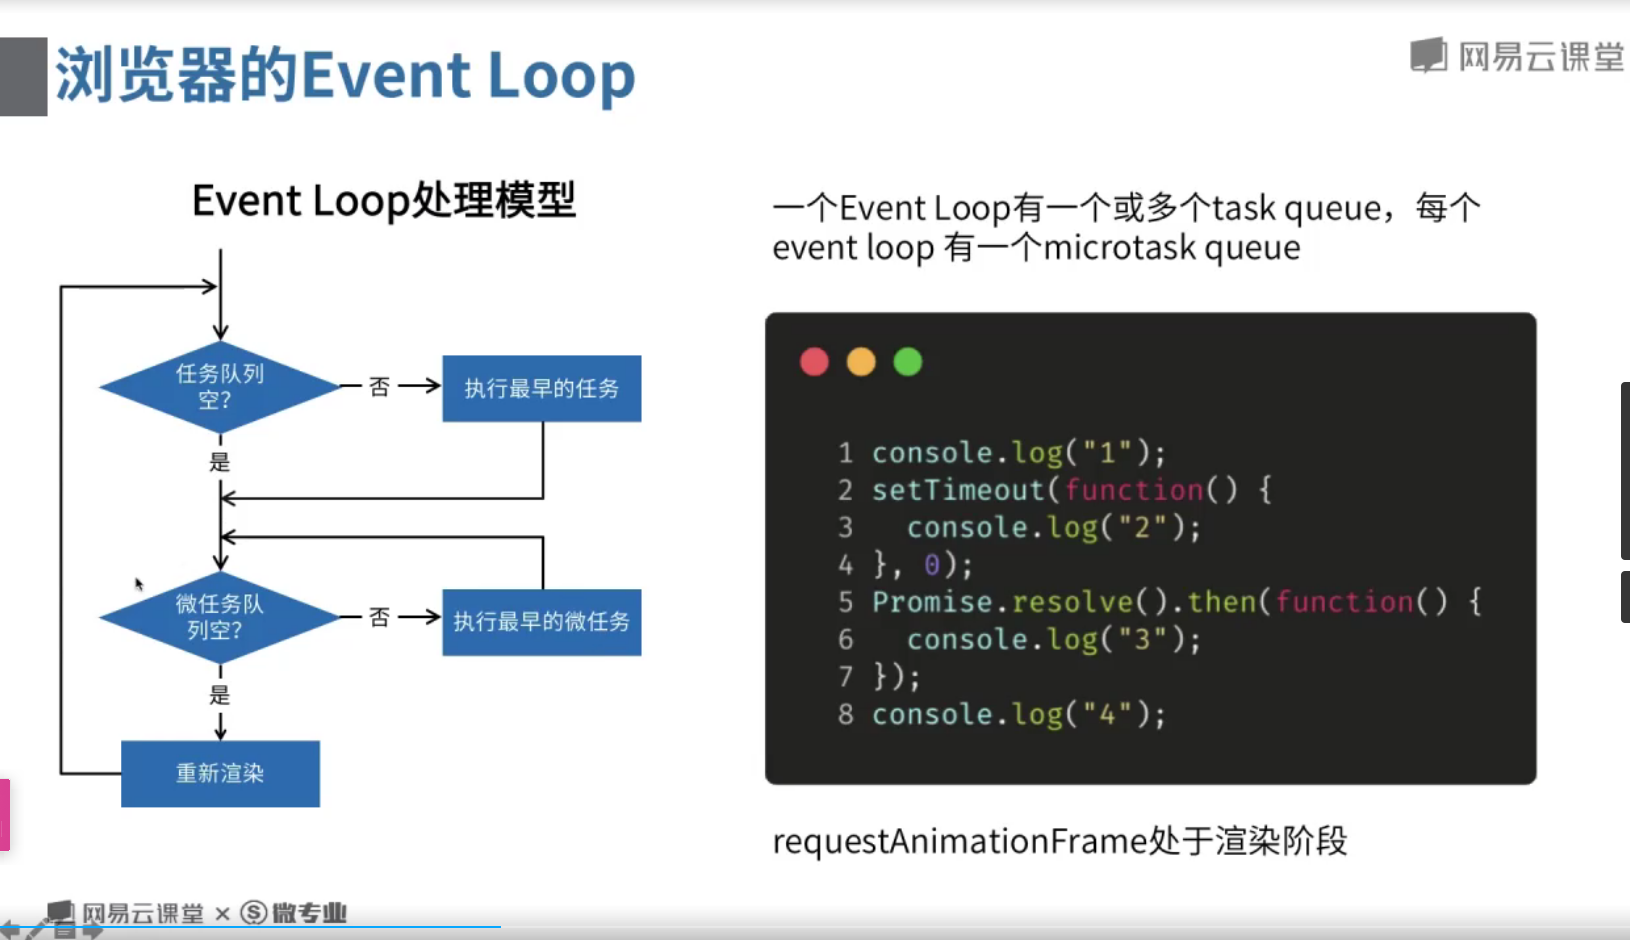 浏览器的Event Loop
网易云课堂
Event Loop处理模型
任务队列
空？
否
执行最早的任务
是
微任务队
列空？
否
执行最早的微任务
是
重新渲染
一个Event Loop有一个或多个task queue，每个
event loop 有一个microtask queue
1 console.log("1");
2 setTimeout(function() {
3   console.log("2");
4 }, 0);
5 Promise.resolve().then(function() {
6   console.log("3");
7 });
8 console.log("4");
requestAnimationFrame处于渲染阶段
网易云课堂 × 微专业